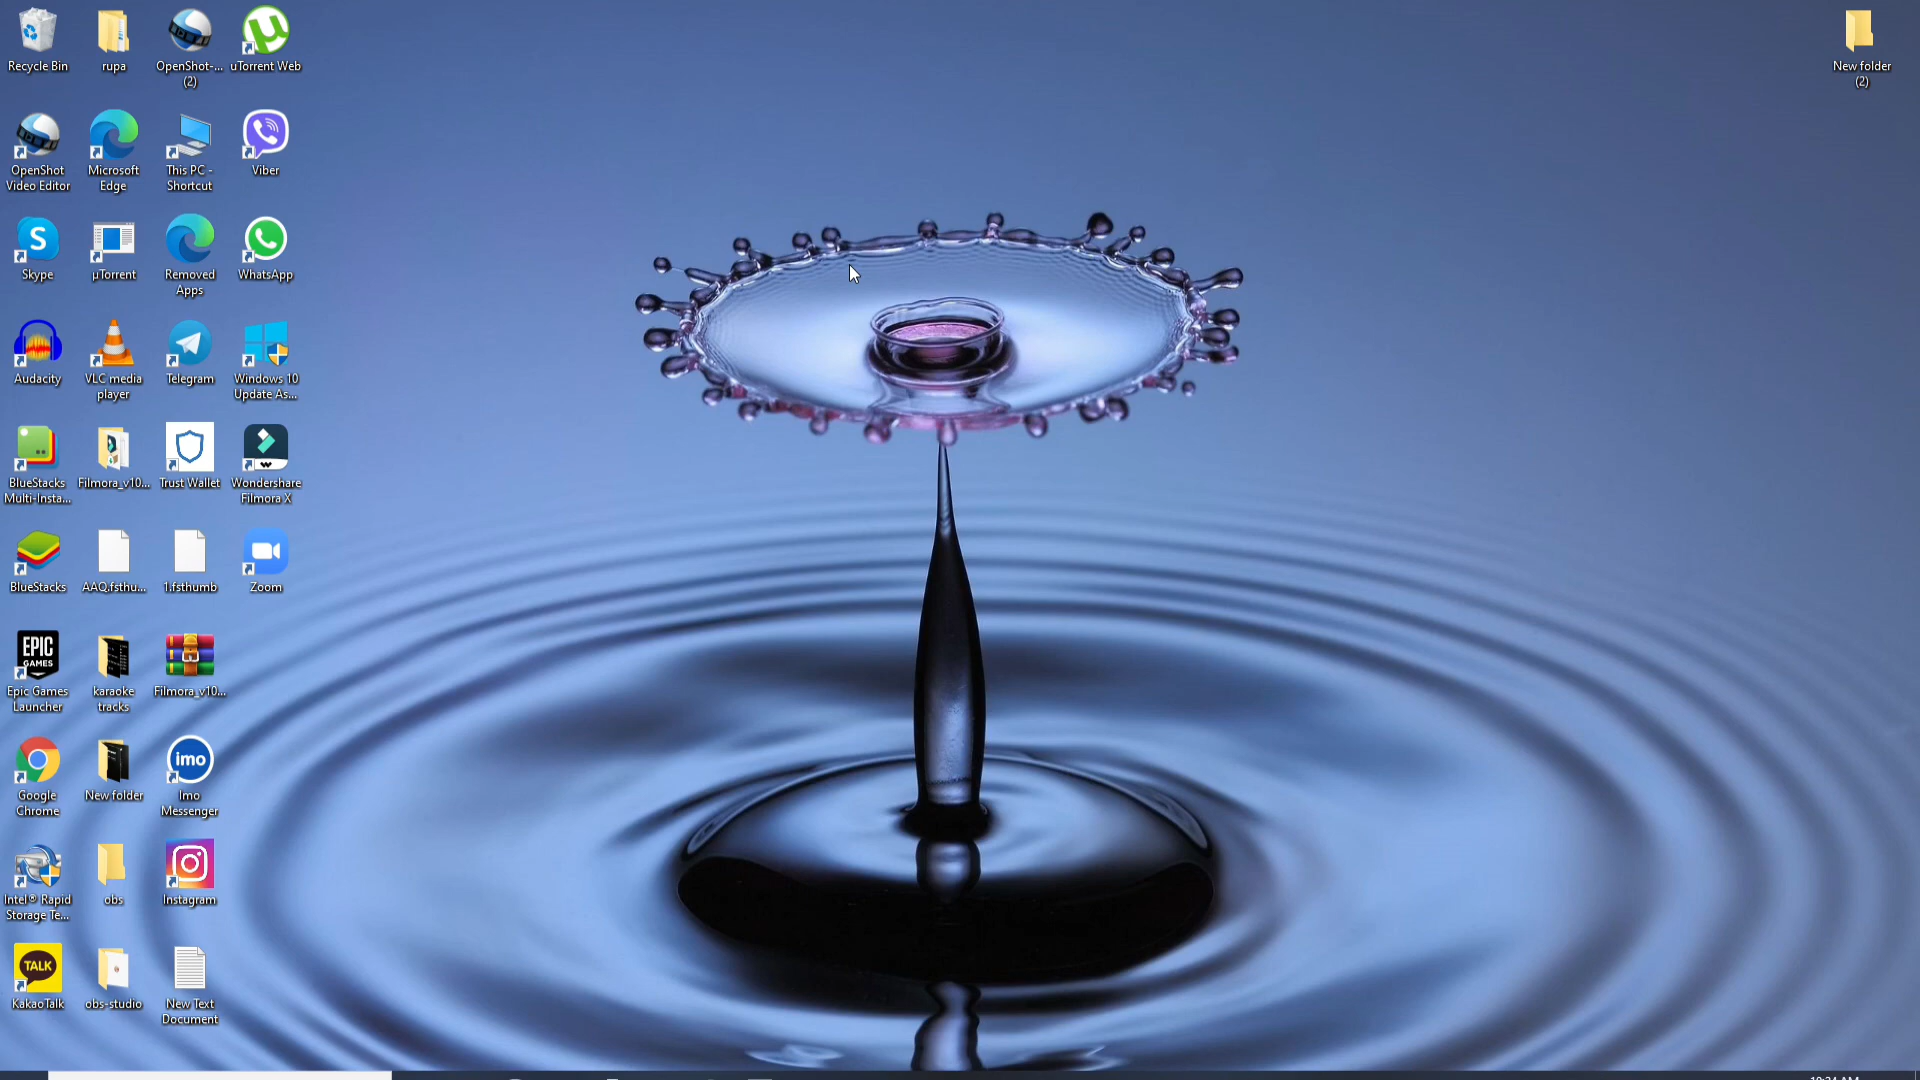 Recycle Bin
rupa
OpenShot-...
(2)
uTorrent Web
New folder
(2)
OpenShot
Video Editor
Microsoft
Edge
This PC -
Shortcut
Viber
S
Skype
µTorrent
Removed
Apps
WhatsApp
Audacity
VLC media
player
Telegram
Windows 10
Update As...
BlueStacks
Multi-Insta...
Filmora_v10...
Trust Wallet
Wondershare
Filmora X
BlueStacks
AAQ.fsthu...
1.fsthumb
Zoom
EPIC
GAMES
Epic Games
Launcher
karaoke
tracks
Filmora_v10...
Google
Chrome
New folder
imo
Imo
Messenger
Intel® Rapid
Storage Te...
obs
Instagram
TALK
KakaoTalk
obs-studio
New Text
Document